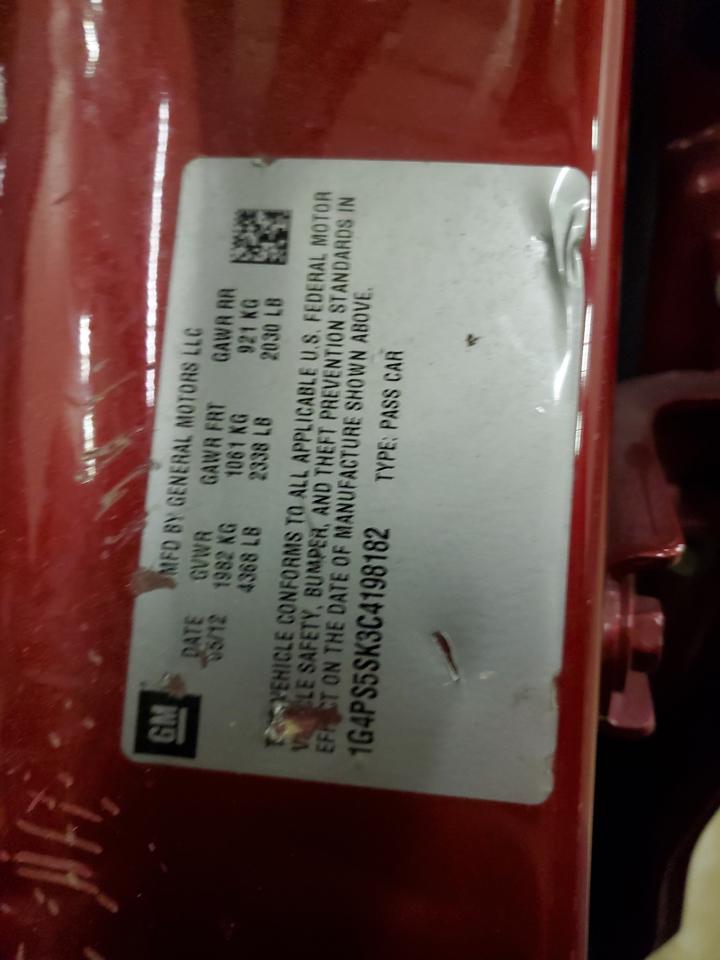 GM
MFD BY GENERAL MOTORS LLC
DATE GVWR GAWR FRT GAWR RR
05/12 1982 KG 1061 KG 921 KG
4368 LB 2338 LB 2030 LB
VEHICLE CONFORMS TO ALL APPLICABLE U.S. FEDERAL MOTOR
SAFETY, BUMPER, AND THEFT PREVENTION STANDARDS IN
ON THE DATE OF MANUFACTURE SHOWN ABOVE.
1G4PS5SK3C4198182 TYPE: PASS CAR